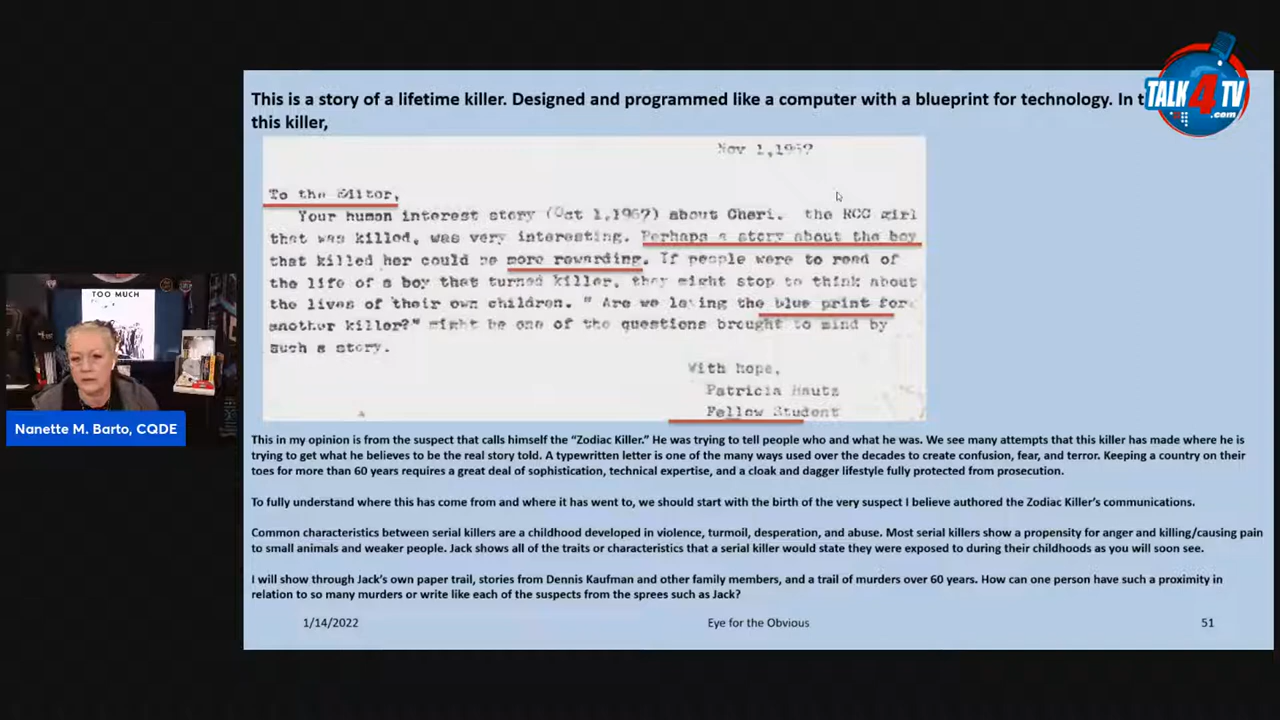 This is a story of a lifetime killer. Designed and programmed like a computer with a blueprint for technology. In
this killer,
TALK4TV
.com
Nov 1,1967
To the Editor,
Your human interest story (Oct 1,1967) about Cheri. the RCC girl
that was killed, was very interesting. Perhaps a story about the boy
that killed her could be more rewarding. If people were to read of
the life of a boy that turned killer, they might stop to think about
the lives of their own children. " Are we laying the blue print for
another killer?" might be one of the questions brought to mind by
such a story.
With hope,
Patricia Hautz
Fellow Student
TOO MUCH
Nanette M. Barto, CQDE
This in my opinion is from the suspect that calls himself the "Zodiac Killer." He was trying to tell people who and what he was. We see many attempts that this killer has made where he is
trying to get what he believes to be the real story told. A typewritten letter is one of the many ways used over the decades to create confusion, fear, and terror. Keeping a country on their
toes for more than 60 years requires a great deal of sophistication, technical expertise, and a cloak and dagger lifestyle fully protected from prosecution.
To fully understand where this has come from and where it has went to, we should start with the birth of the very suspect I believe authored the Zodiac Killer's communications.
Common characteristics between serial killers are a childhood developed in violence, turmoil, desperation, and abuse. Most serial killers show a propensity for anger and killing/causing pain
to small animals and weaker people. Jack shows all of the traits or characteristics that a serial killer would state they were exposed to during their childhoods as you will soon see.
I will show through Jack's own paper trail, stories from Dennis Kaufman and other family members, and a trail of murders over 60 years. How can one person have such a proximity in
relation to so many murders or write like each of the suspects from the sprees such as Jack?
1/14/2022
Eye for the Obvious
51